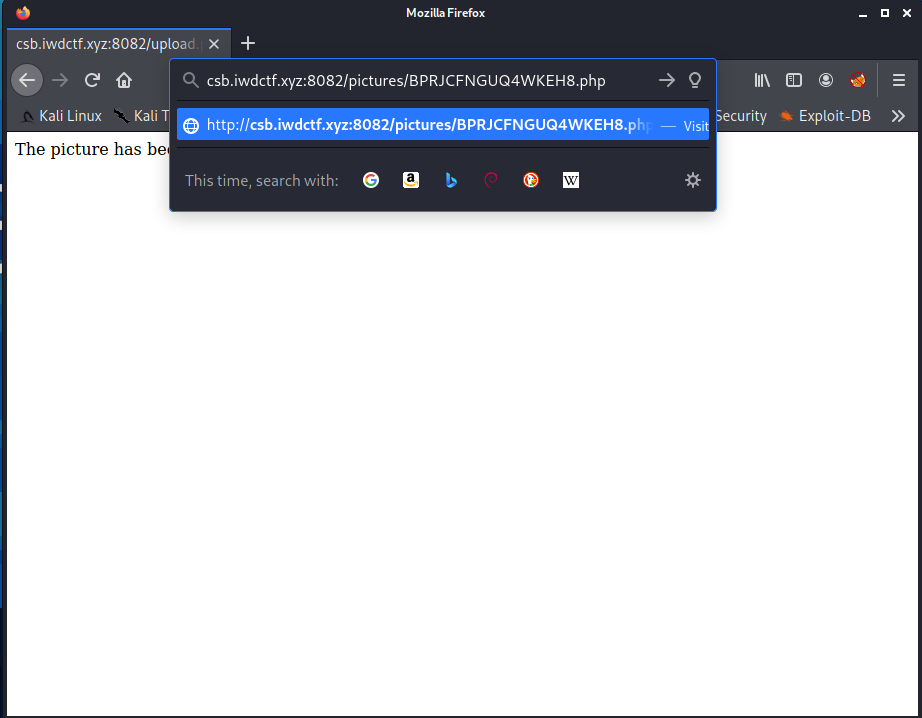 Mozilla Firefox
csb.iwdctf.xyz:8082/upload.
csb.iwdctf.xyz:8082/pictures/BPRJCFNGUQ4WKEH8.php
Kali Linux Kali T Security Exploit-DB
http://csb.iwdctf.xyz:8082/pictures/BPRJCFNGUQ4WKEH8.php — Visit
The picture has bee
This time, search with:
a W